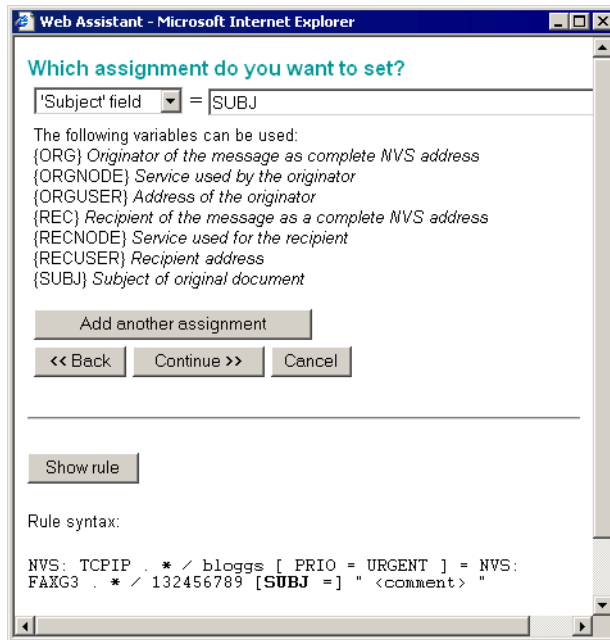 Web Assistant - Microsoft Internet Explorer
Which assignment do you want to set?
'Subject' field = SUBJ
The following variables can be used:
{ORG} Originator of the message as complete NVS address
{ORGNODE} Service used by the originator
{ORGUSER} Address of the originator
{REC} Recipient of the message as a complete NVS address
{RECNODE} Service used for the recipient
{RECUSER} Recipient address
{SUBJ} Subject of original document
Add another assignment
<< Back Continue >> Cancel
Show rule
Rule syntax:
NVS: TCPIP . * / bloggs [ PRIO = URGENT ] = NVS:
FAXG3 . * / 132456789 [SUBJ =] " <comment> "